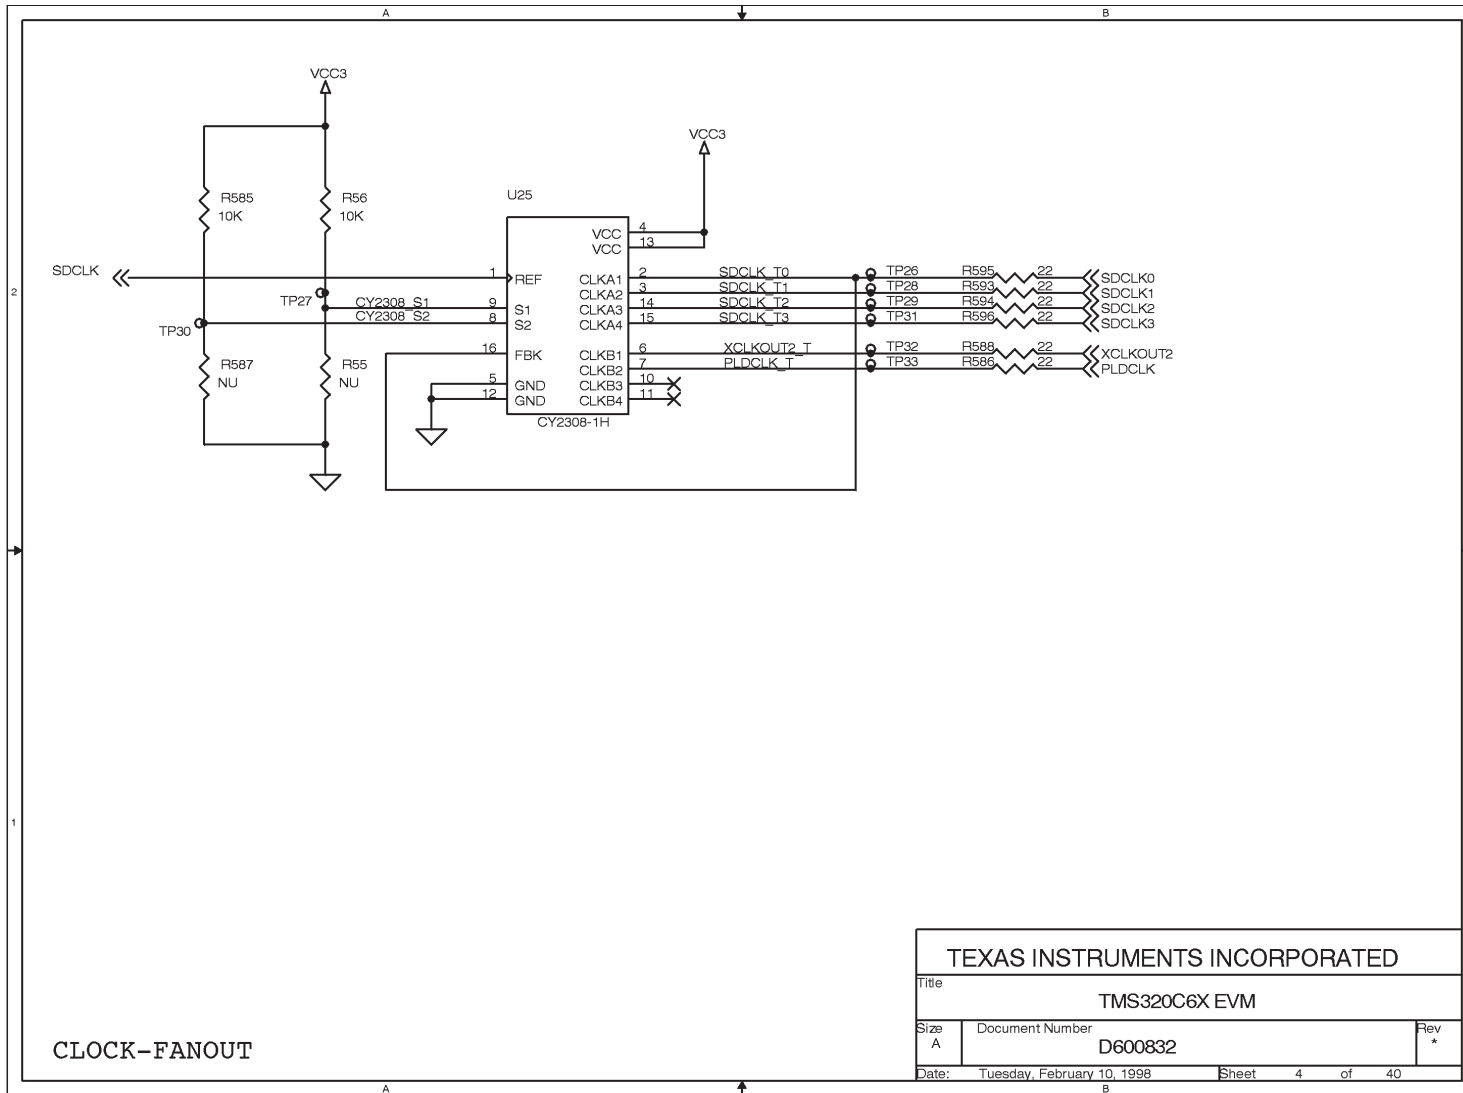 A B
VCC3
VCC3
R585 R56
10K 10K
U25
VCC 4
VCC 13
SDCLK 1 REF CLKA1 2 SDCLK_T0 TP26 R595 22 SDCLK0
CLKA2 3 SDCLK_T1 TP28 R593 22 SDCLK1
TP27 CY2308_S1 9 S1 CLKA3 14 SDCLK_T2 TP29 R594 22 SDCLK2
TP30 CY2308_S2 8 S2 CLKA4 15 SDCLK_T3 TP31 R596 22 SDCLK3
16 FBK CLKB1 6 XCLKOUT2_T TP32 R588 22 XCLKOUT2
CLKB2 7 PLDCLK_T TP33 R586 22 PLDCLK
R587 R55
NU NU
5 GND CLKB3 10
12 GND CLKB4 11
CY2308-1H
2
1
TEXAS INSTRUMENTS INCORPORATED
Title
TMS320C6X EVM
Size Document Number Rev
A D600832 *
Date: Tuesday, February 10, 1998 Sheet 4 of 40
CLOCK-FANOUT
A B